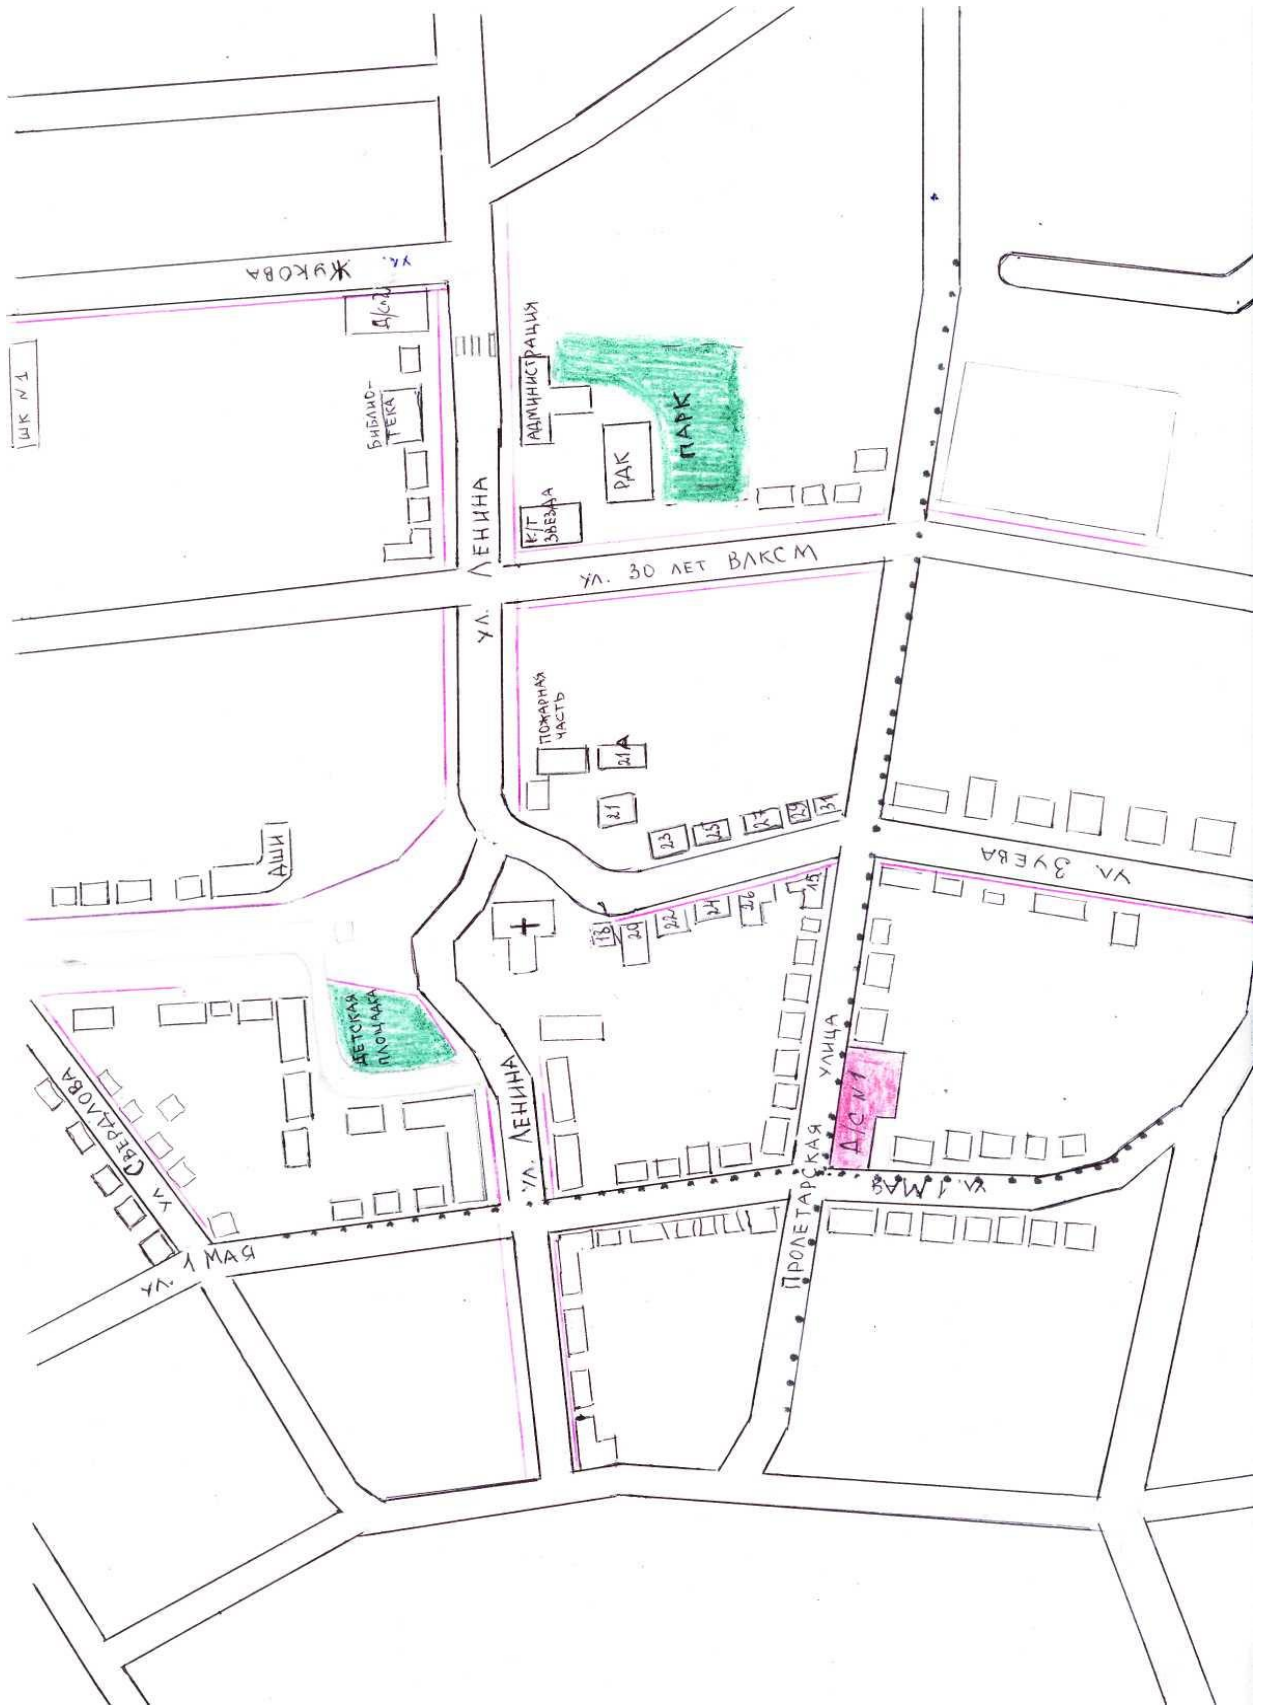 ул.
ЖУКОВА
ШК N1
Д/с №2
БИБЛИО-
ТЕКА
АДМИНИСТРАЦИЯ
РДК
ПАРК
К/Т
ЗВЕЗДА
УЛ. ЛЕНИНА
УЛ. 30 ЛЕТ ВЛКСМ
ПОЖАРНАЯ
ЧАСТЬ
21А
21
23
25
27
29
31
УЛ. ЗУЕВА
ДШИ
18
20
22
24
26
15
ДЕТСКАЯ
ПЛОЩАДКА
УЛ. ЛЕНИНА
УЛ СВЕРДЛОВА
УЛ. 1 МАЯ
ПРОЛЕТАРСКАЯ УЛИЦА
Д/С N1
УЛ. 1 МАЯ